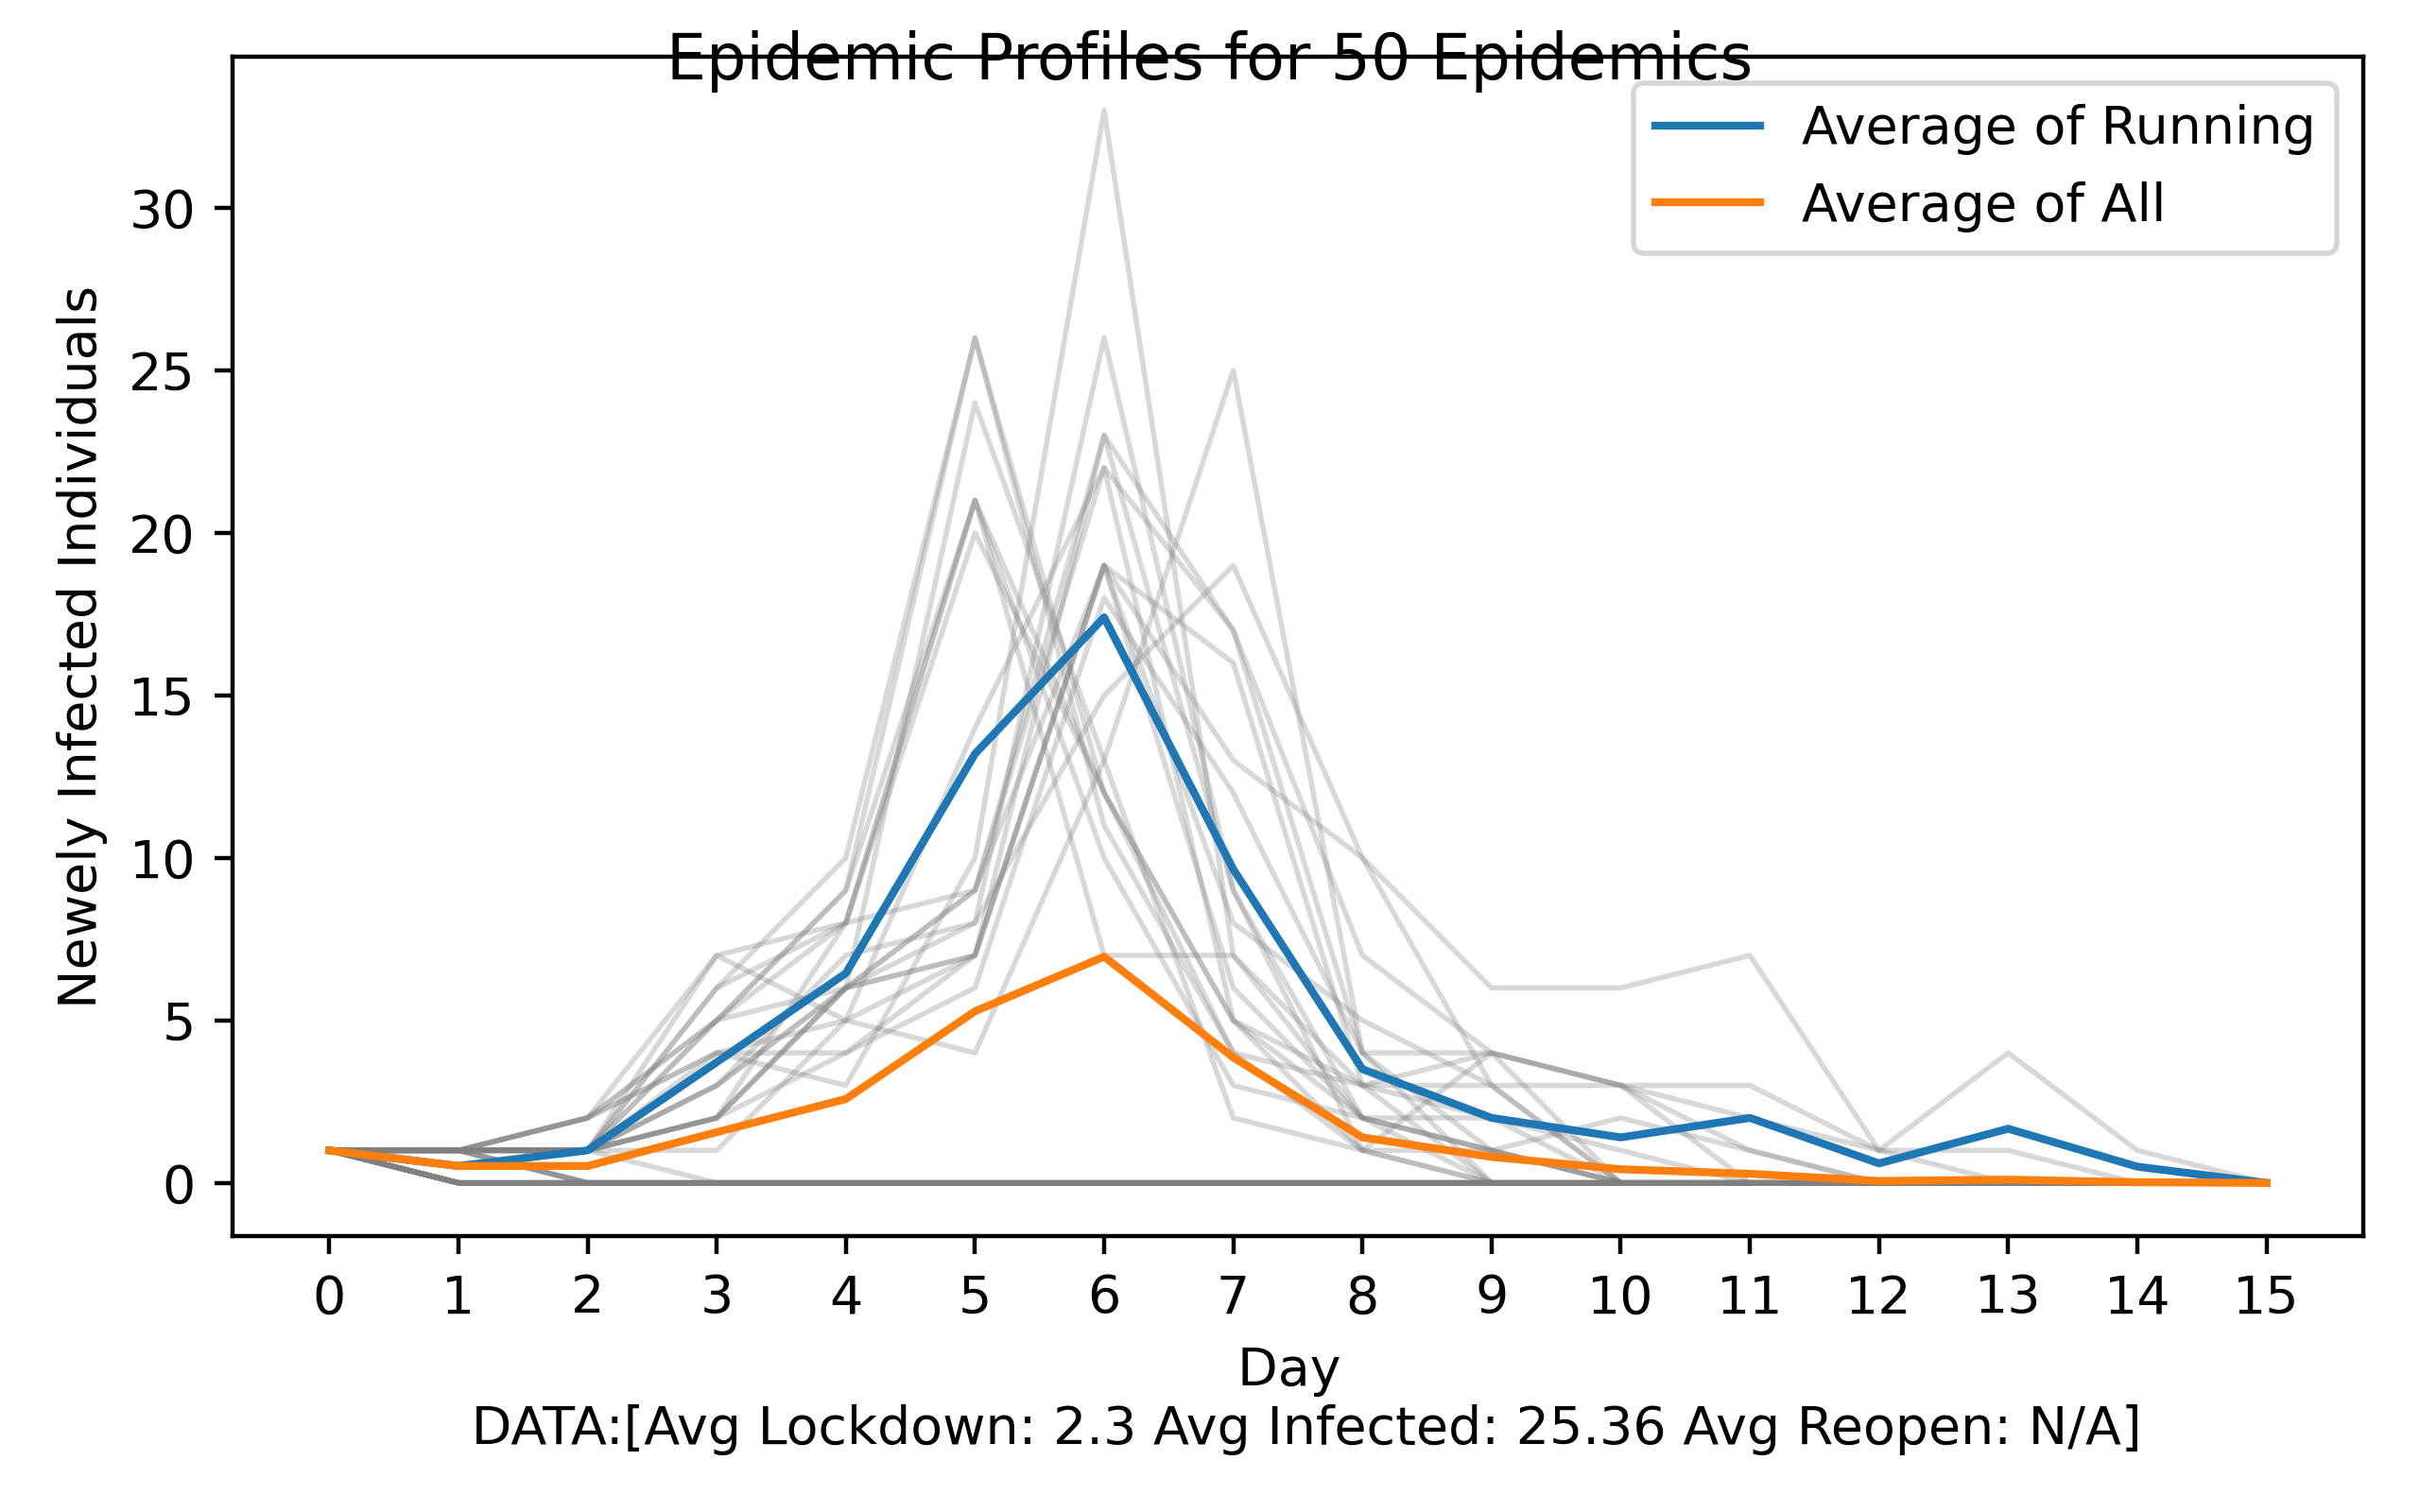 Epidemic Profiles for 50 Epidemics
Average of Running
Average of All
Newely Infected Individuals
30
25
20
15
10
5
0
0 1 2 3 4 5 6 7 8 9 10 11 12 13 14 15
Day
DATA:[Avg Lockdown: 2.3 Avg Infected: 25.36 Avg Reopen: N/A]